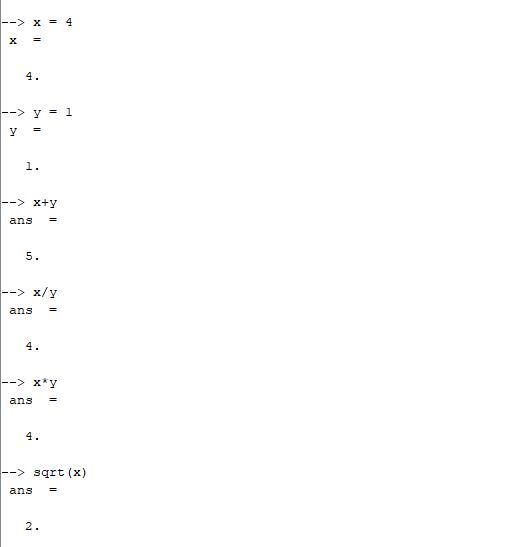 --> x = 4
x  =
4.
--> y = 1
y  =
1.
--> x+y
ans  =
5.
--> x/y
ans  =
4.
--> x*y
ans  =
4.
--> sqrt(x)
ans  =
2.